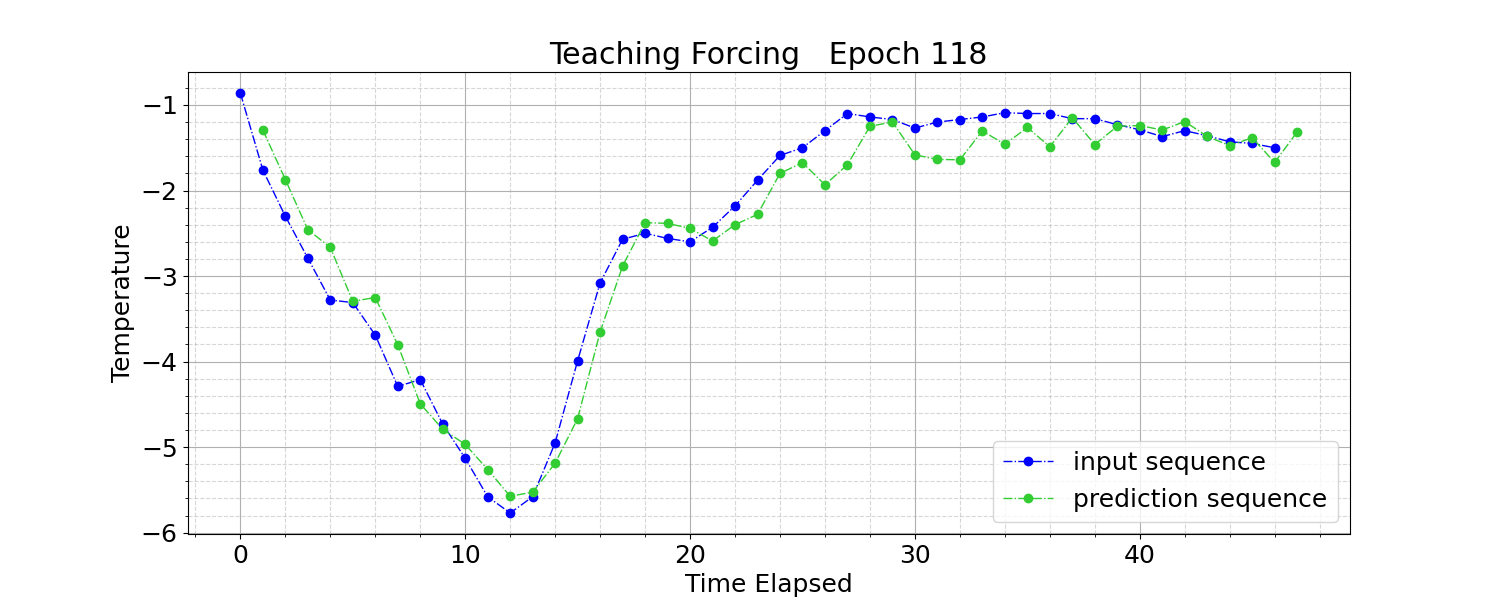 Teaching Forcing   Epoch 118
−1
−2
−3
−4
−5
−6
Temperature
0 10 20 30 40
Time Elapsed
input sequence
prediction sequence